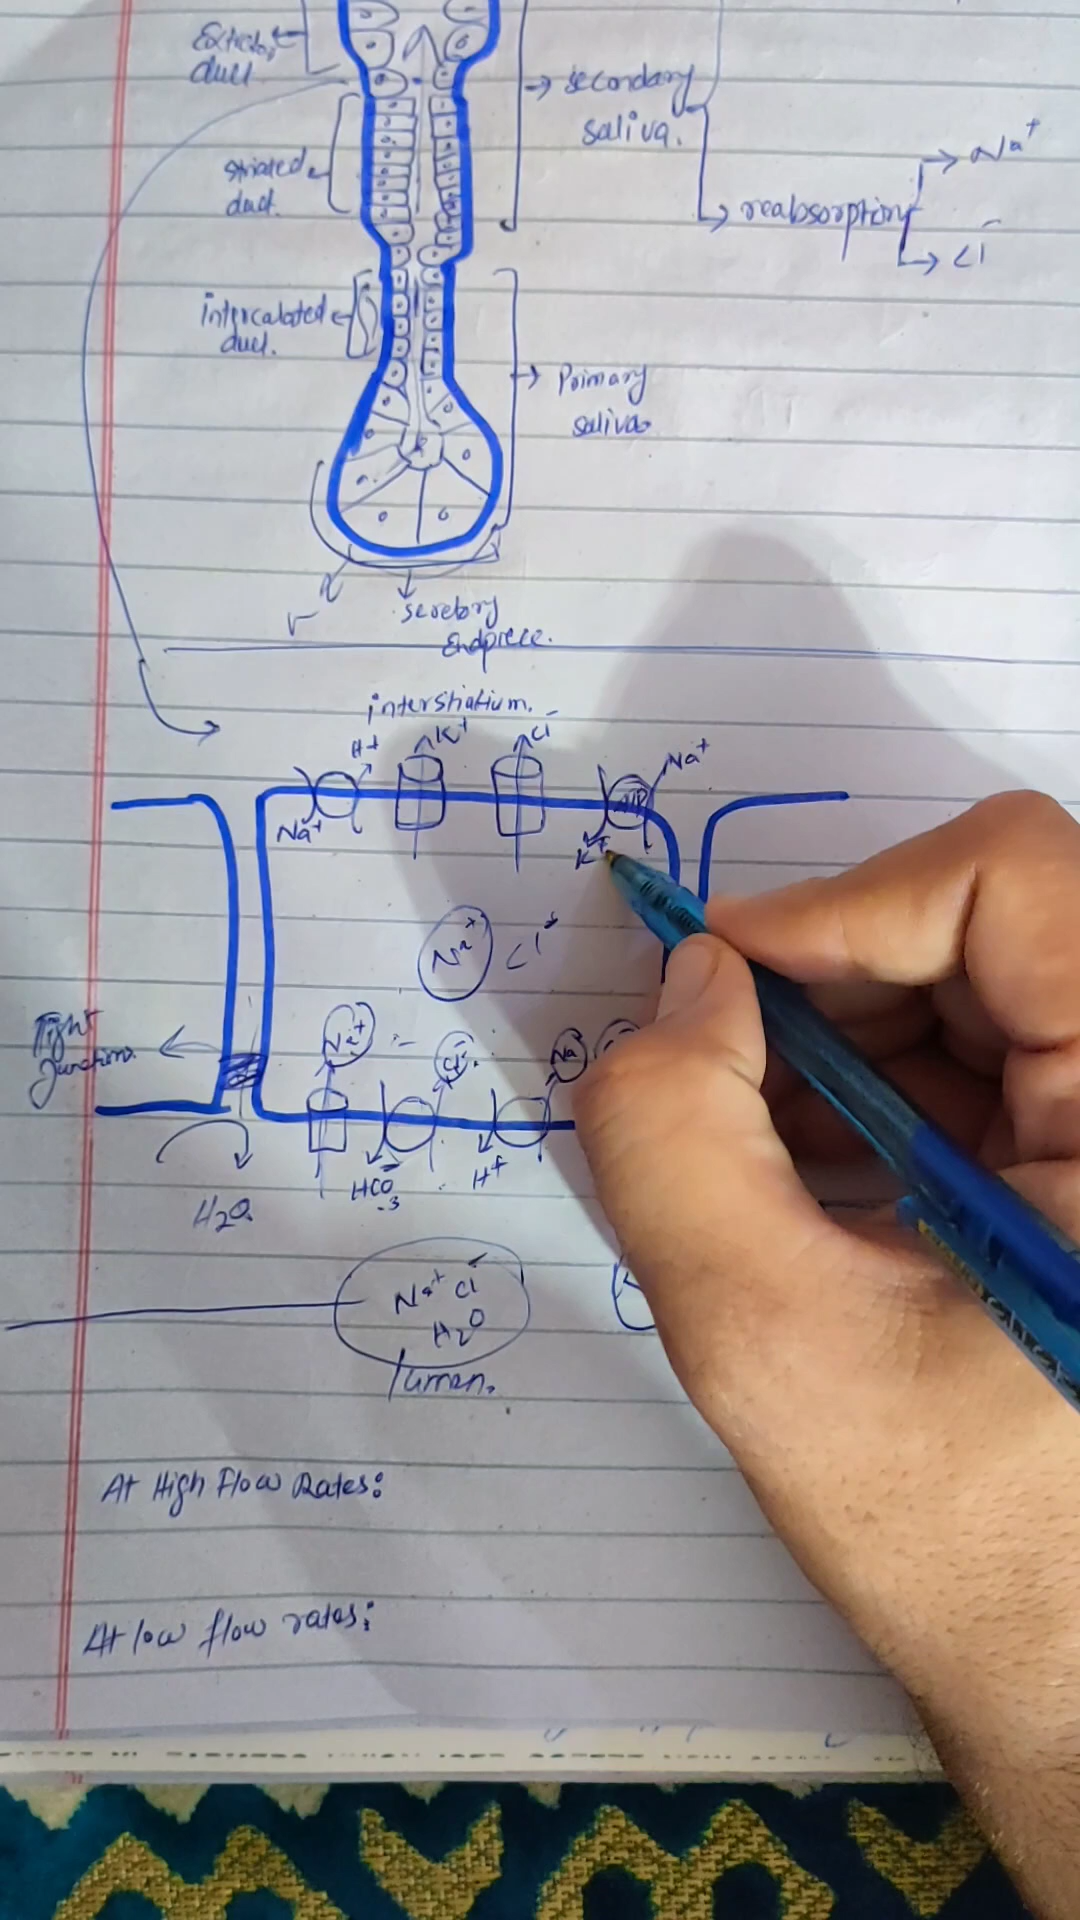 duct.
secondary
saliva.
Na⁺
striated
duct.
reabsorption
Cl⁻
intercalated
duct.
Primary
saliva
secretory
Endpiece.
interstitium.
H+
K⁺
Cl⁻
Na⁺
Na⁺
ATP
K⁺
Na⁺ Cl⁻
Tight
Junction.
Na⁺
Cl⁻
Na
HCO₃⁻
H⁺
H₂O
Na⁺ Cl⁻
H₂O
lumen.
At High Flow Rates:
At low flow rates: